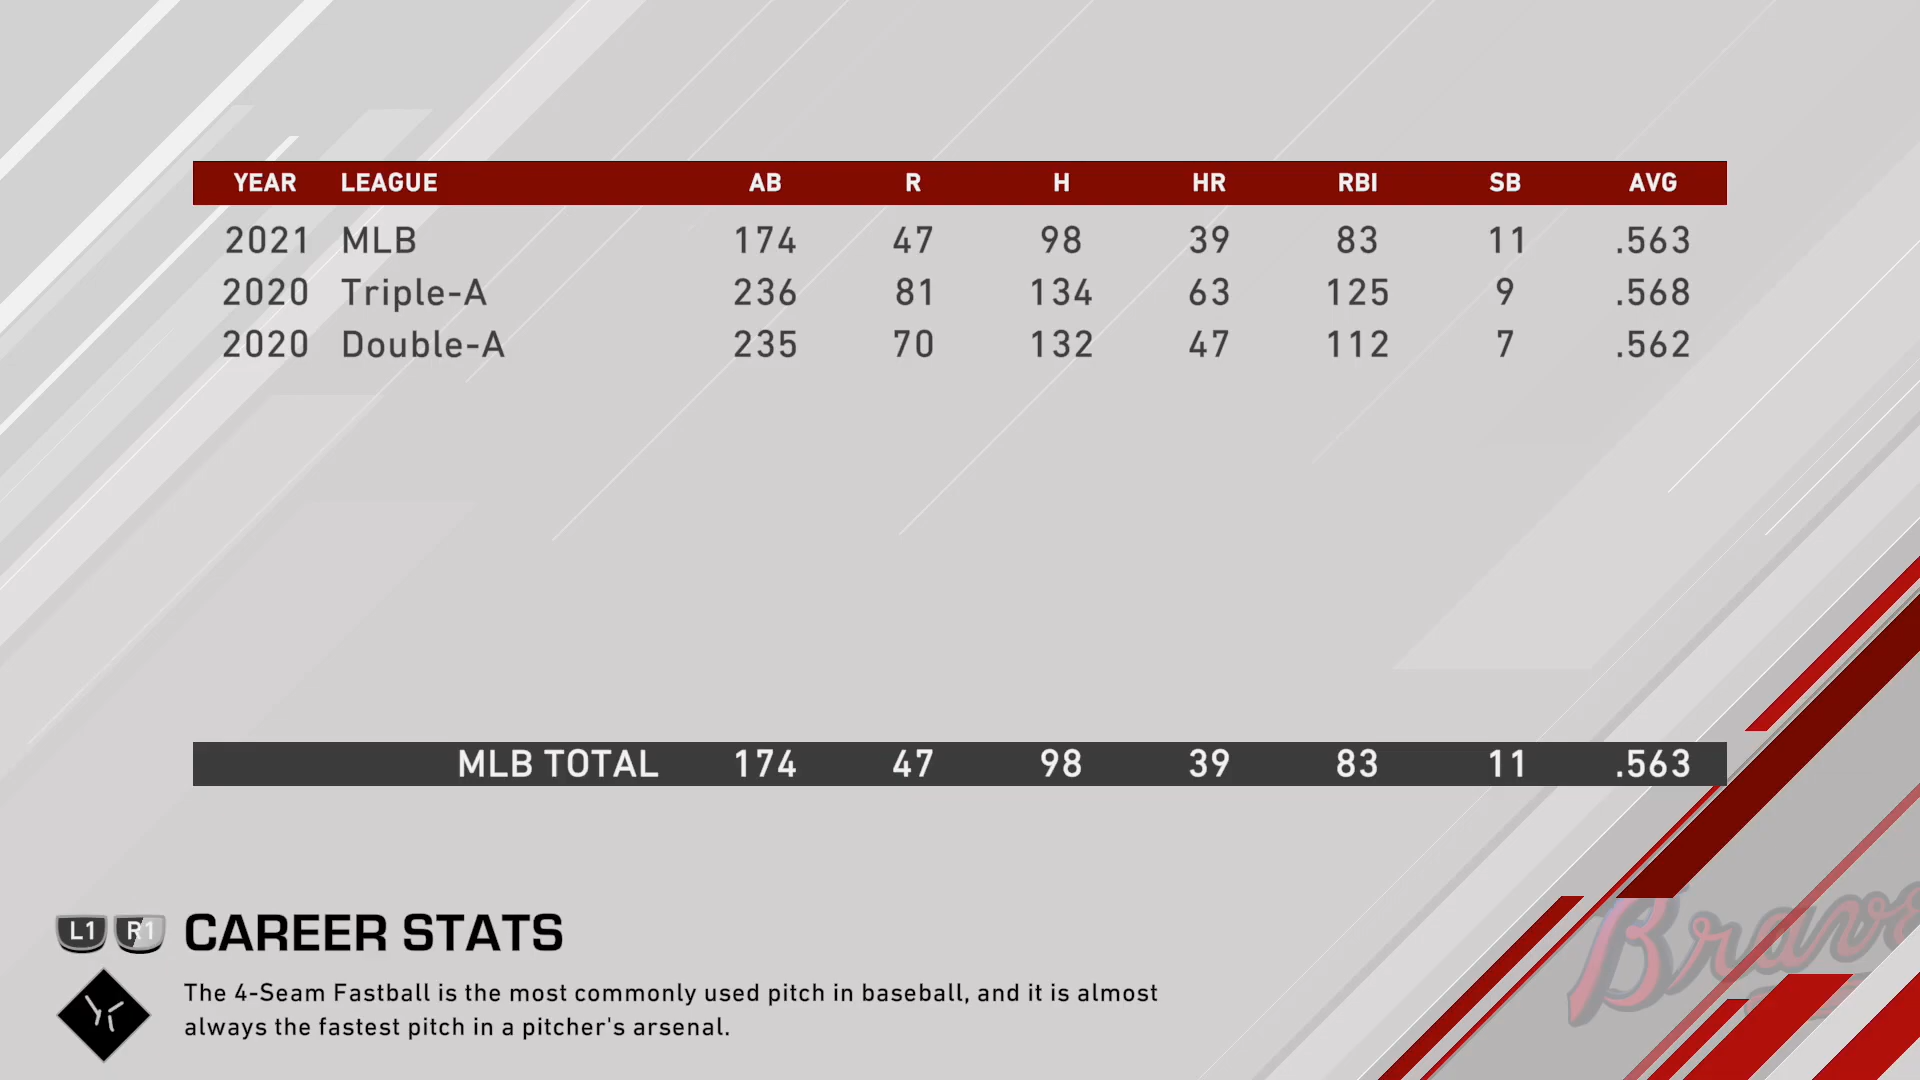 YEAR LEAGUE AB R H HR RBI SB AVG
2021 MLB 174 47 98 39 83 11 .563
2020 Triple-A 236 81 134 63 125 9 .568
2020 Double-A 235 70 132 47 112 7 .562
MLB TOTAL 174 47 98 39 83 11 .563
L1 R1 CAREER STATS
The 4-Seam Fastball is the most commonly used pitch in baseball, and it is almost
always the fastest pitch in a pitcher's arsenal.
Braves